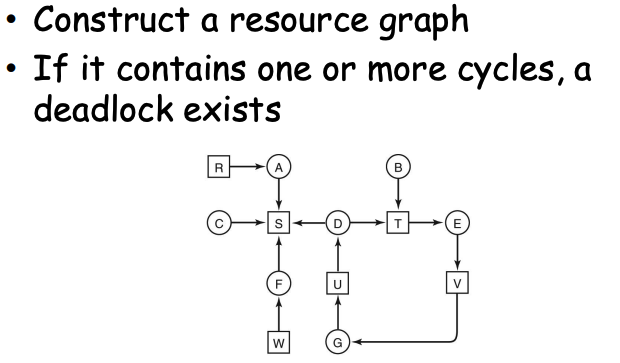 • Construct a resource graph
• If it contains one or more cycles, a
deadlock exists
R A B
C S D T E
F U V
W G